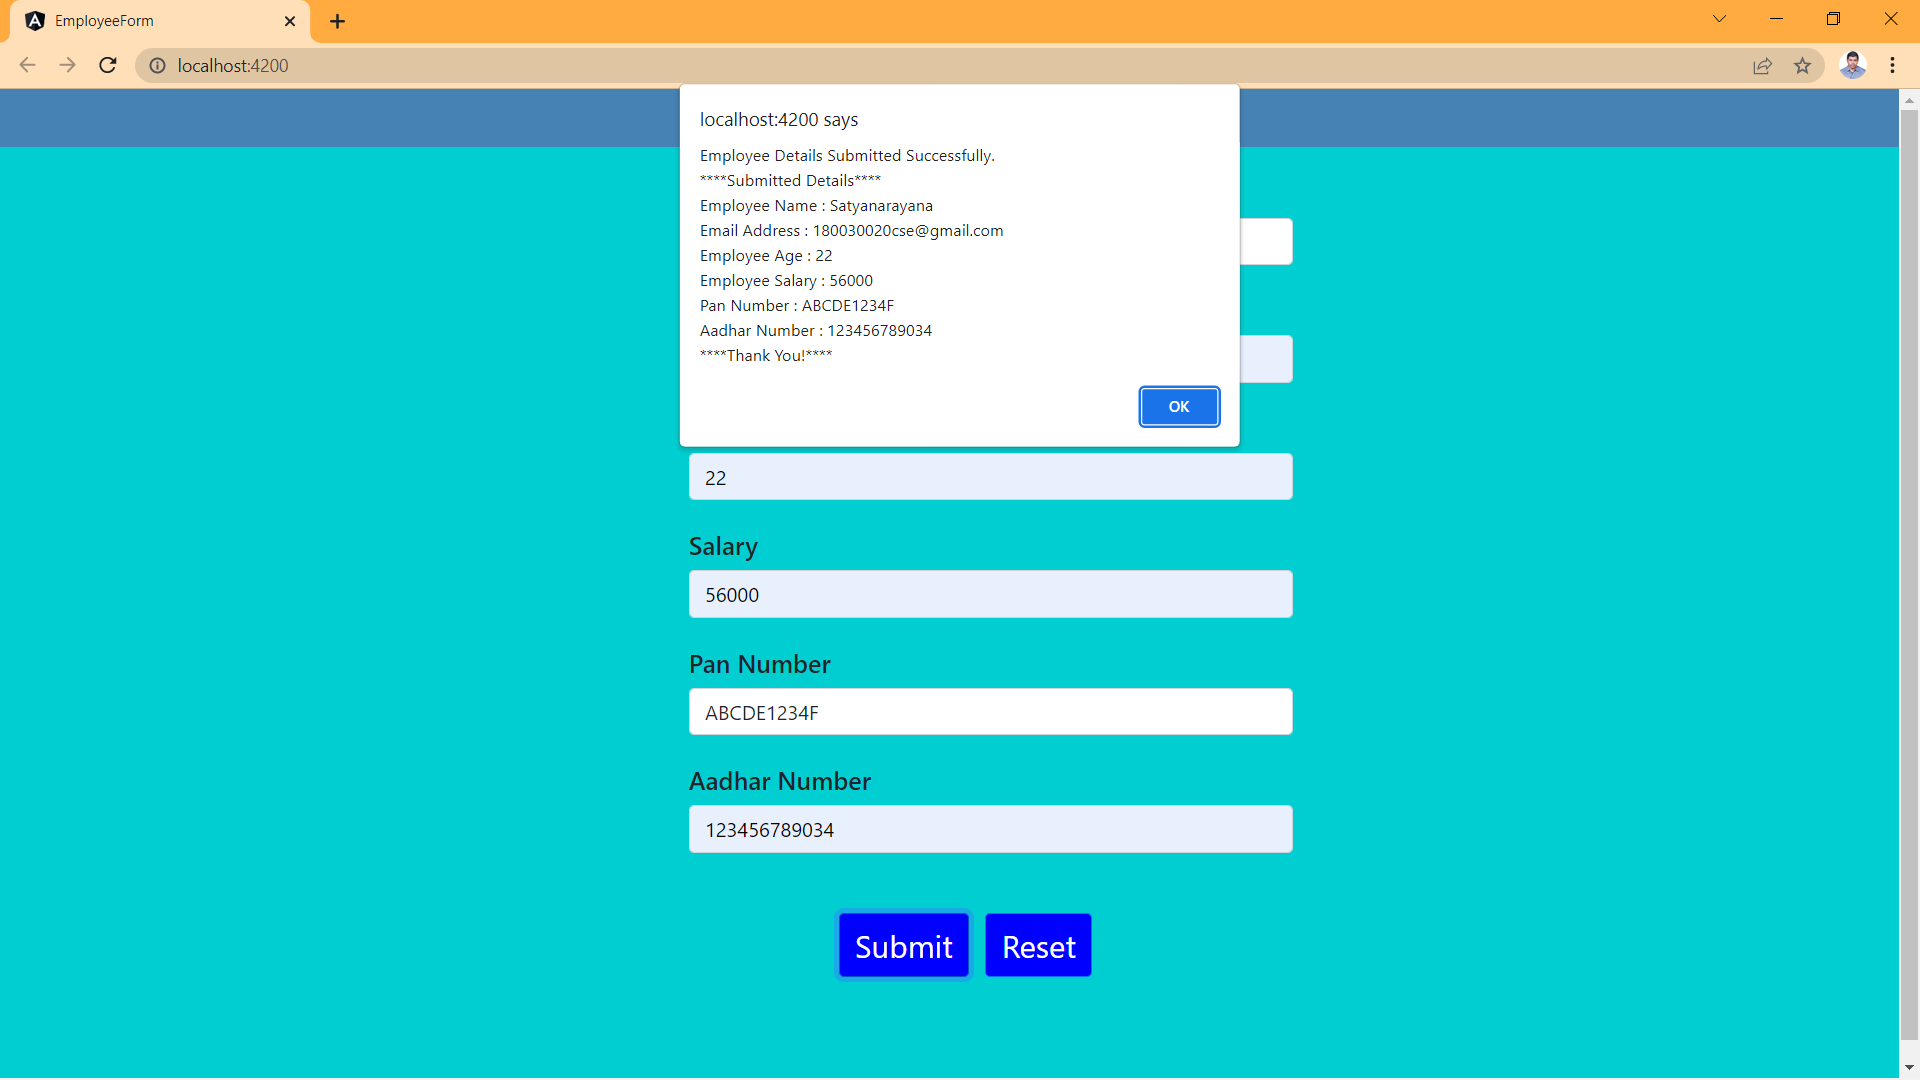 EmployeeForm
localhost:4200
localhost:4200 says
Employee Details Submitted Successfully.
****Submitted Details****
Employee Name : Satyanarayana
Email Address : 180030020cse@gmail.com
Employee Age : 22
Employee Salary : 56000
Pan Number : ABCDE1234F
Aadhar Number : 123456789034
****Thank You!****
OK
22
Salary
56000
Pan Number
ABCDE1234F
Aadhar Number
123456789034
Submit Reset